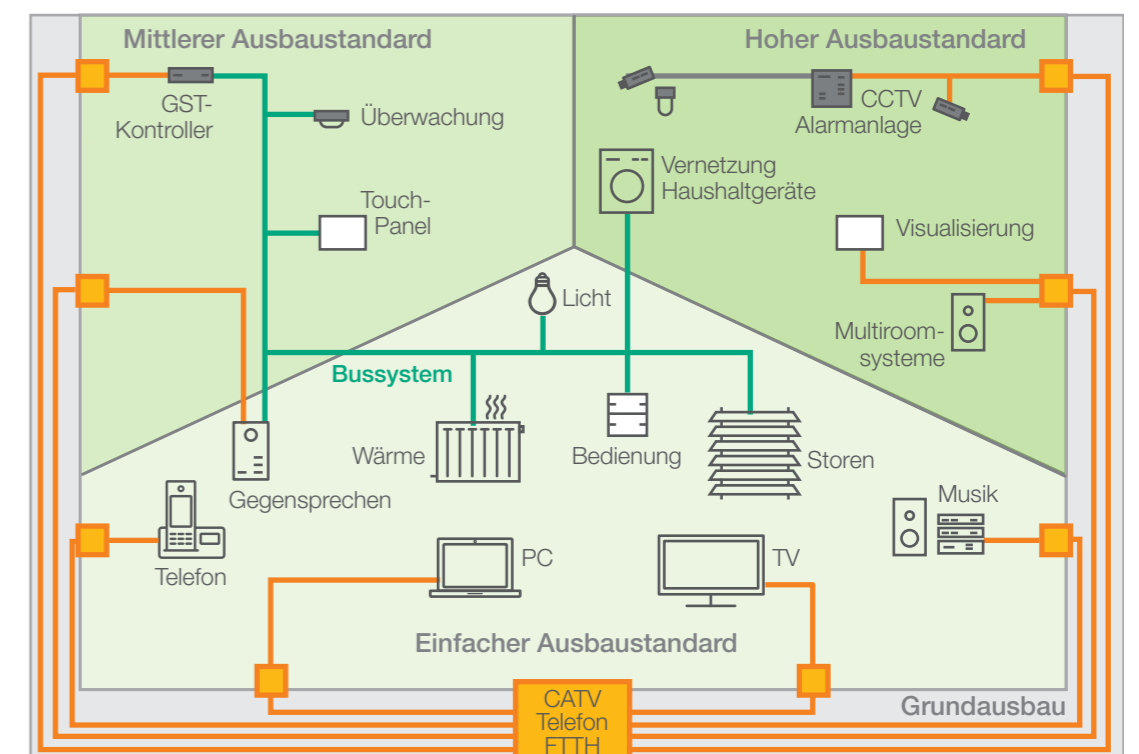 Mittlerer Ausbaustandard
Hoher Ausbaustandard
GST-
Kontroller
Überwachung
Touch-
Panel
CCTV
Alarmanlage
Vernetzung
Haushaltgeräte
Visualisierung
Multiroom-
systeme
Licht
Bussystem
Wärme
Bedienung
Storen
Gegensprechen
Musik
Telefon
PC
TV
Einfacher Ausbaustandard
Grundausbau
CATV
Telefon
FTTH